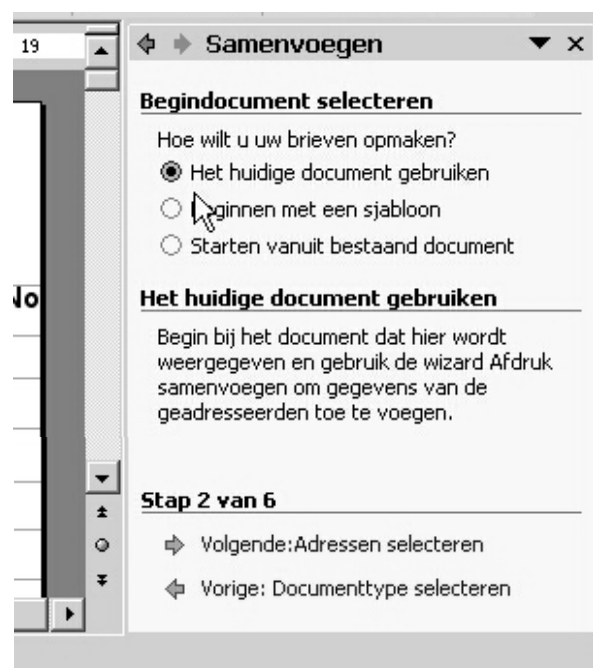 19
Samenvoegen
Begindocument selecteren
Hoe wilt u uw brieven opmaken?
Het huidige document gebruiken
ginnen met een sjabloon
Starten vanuit bestaand document
No
Het huidige document gebruiken
Begin bij het document dat hier wordt
weergegeven en gebruik de wizard Afdruk
samenvoegen om gegevens van de
geadresseerden toe te voegen.
Stap 2 van 6
Volgende:Adressen selecteren
Vorige: Documenttype selecteren